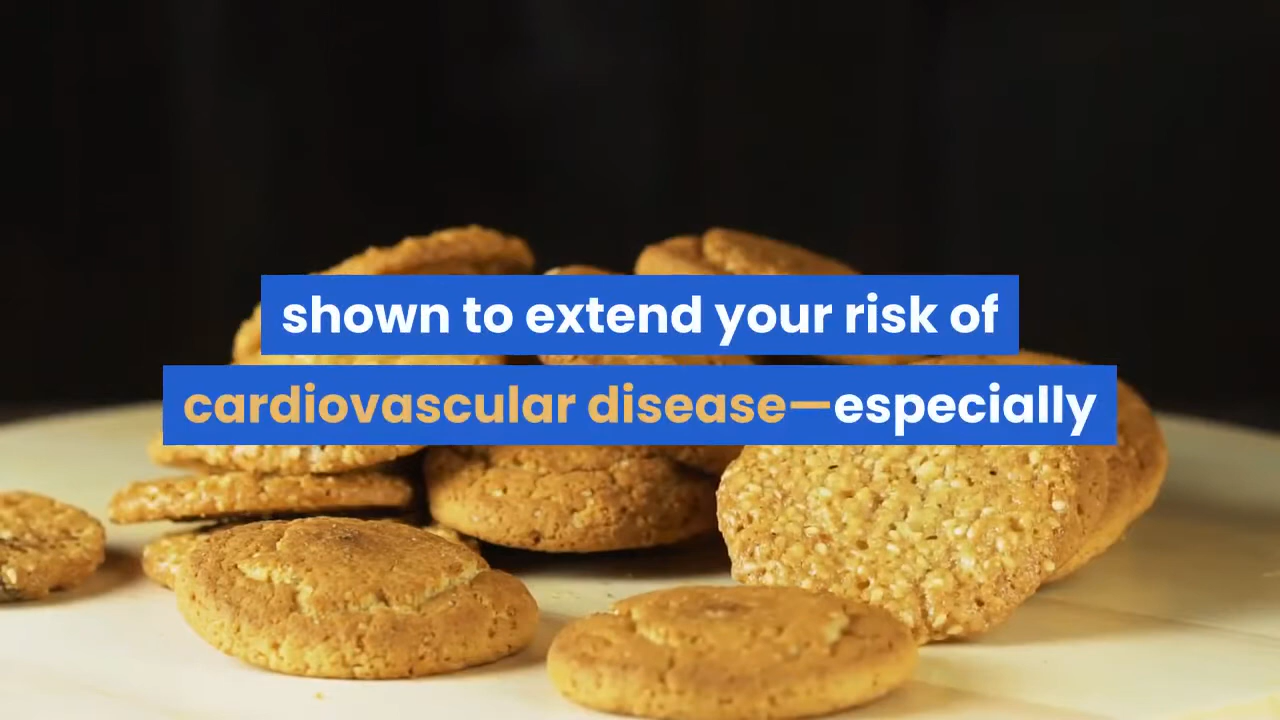 shown to extend your risk of
cardiovascular disease—especially